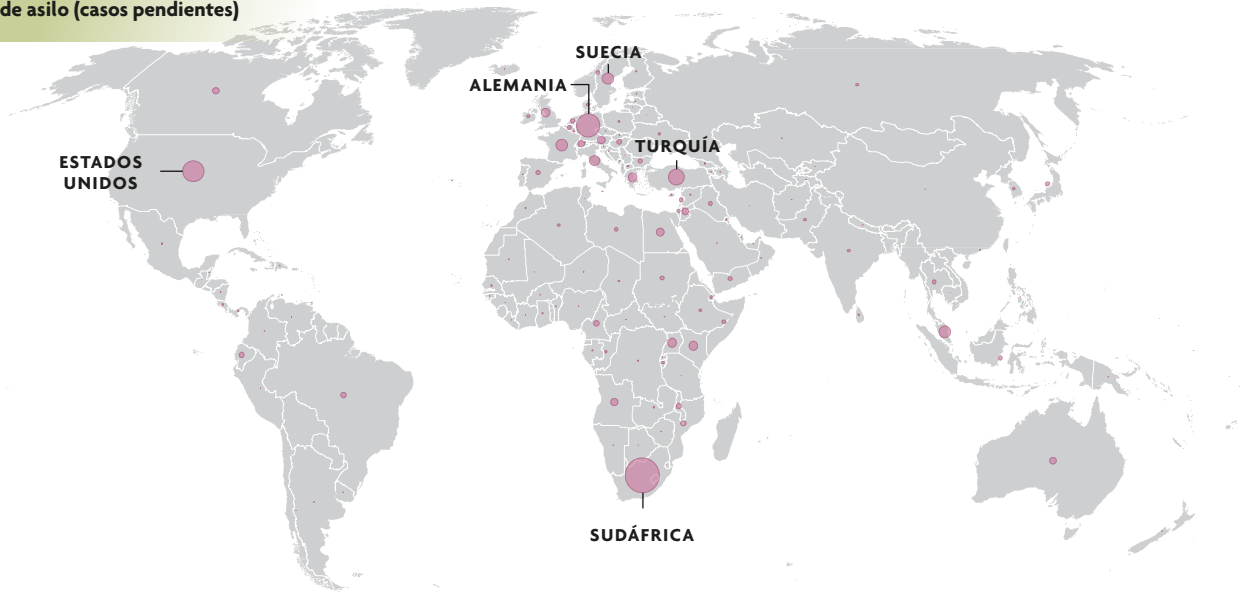 de asilo (casos pendientes)
SUECIA
ALEMANIA
TURQUÍA
ESTADOS
UNIDOS
SUDÁFRICA